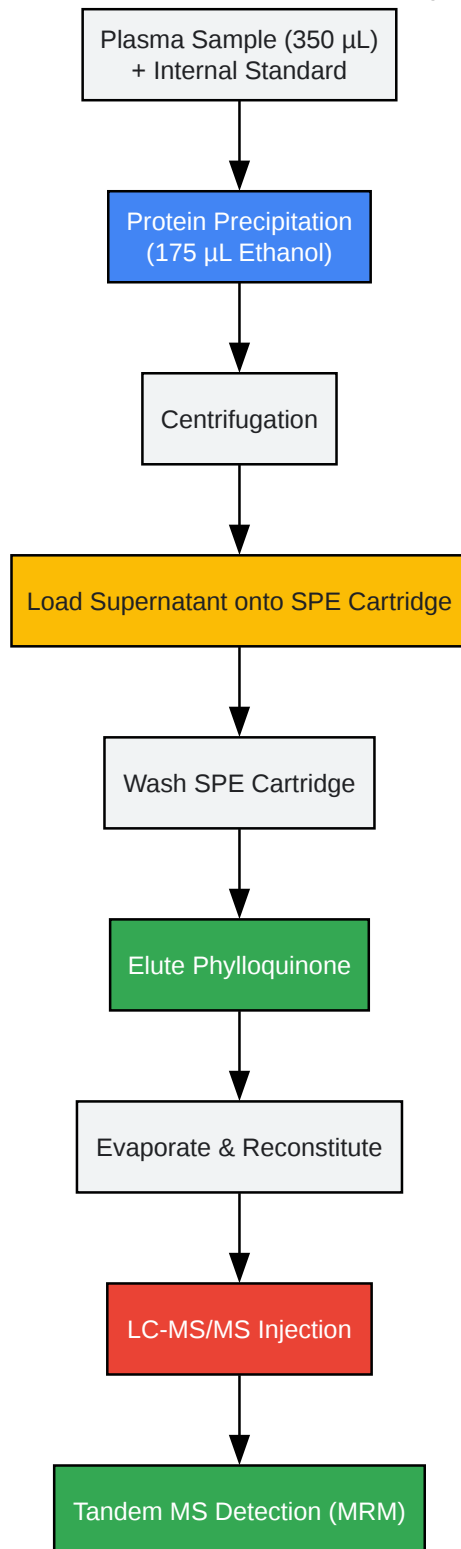 Plasma Sample (350 µL)
+ Internal Standard
Protein Precipitation
(175 µL Ethanol)
Centrifugation
Load Supernatant onto SPE Cartridge
Wash SPE Cartridge
Elute Phylloquinone
Evaporate & Reconstitute
LC-MS/MS Injection
Tandem MS Detection (MRM)